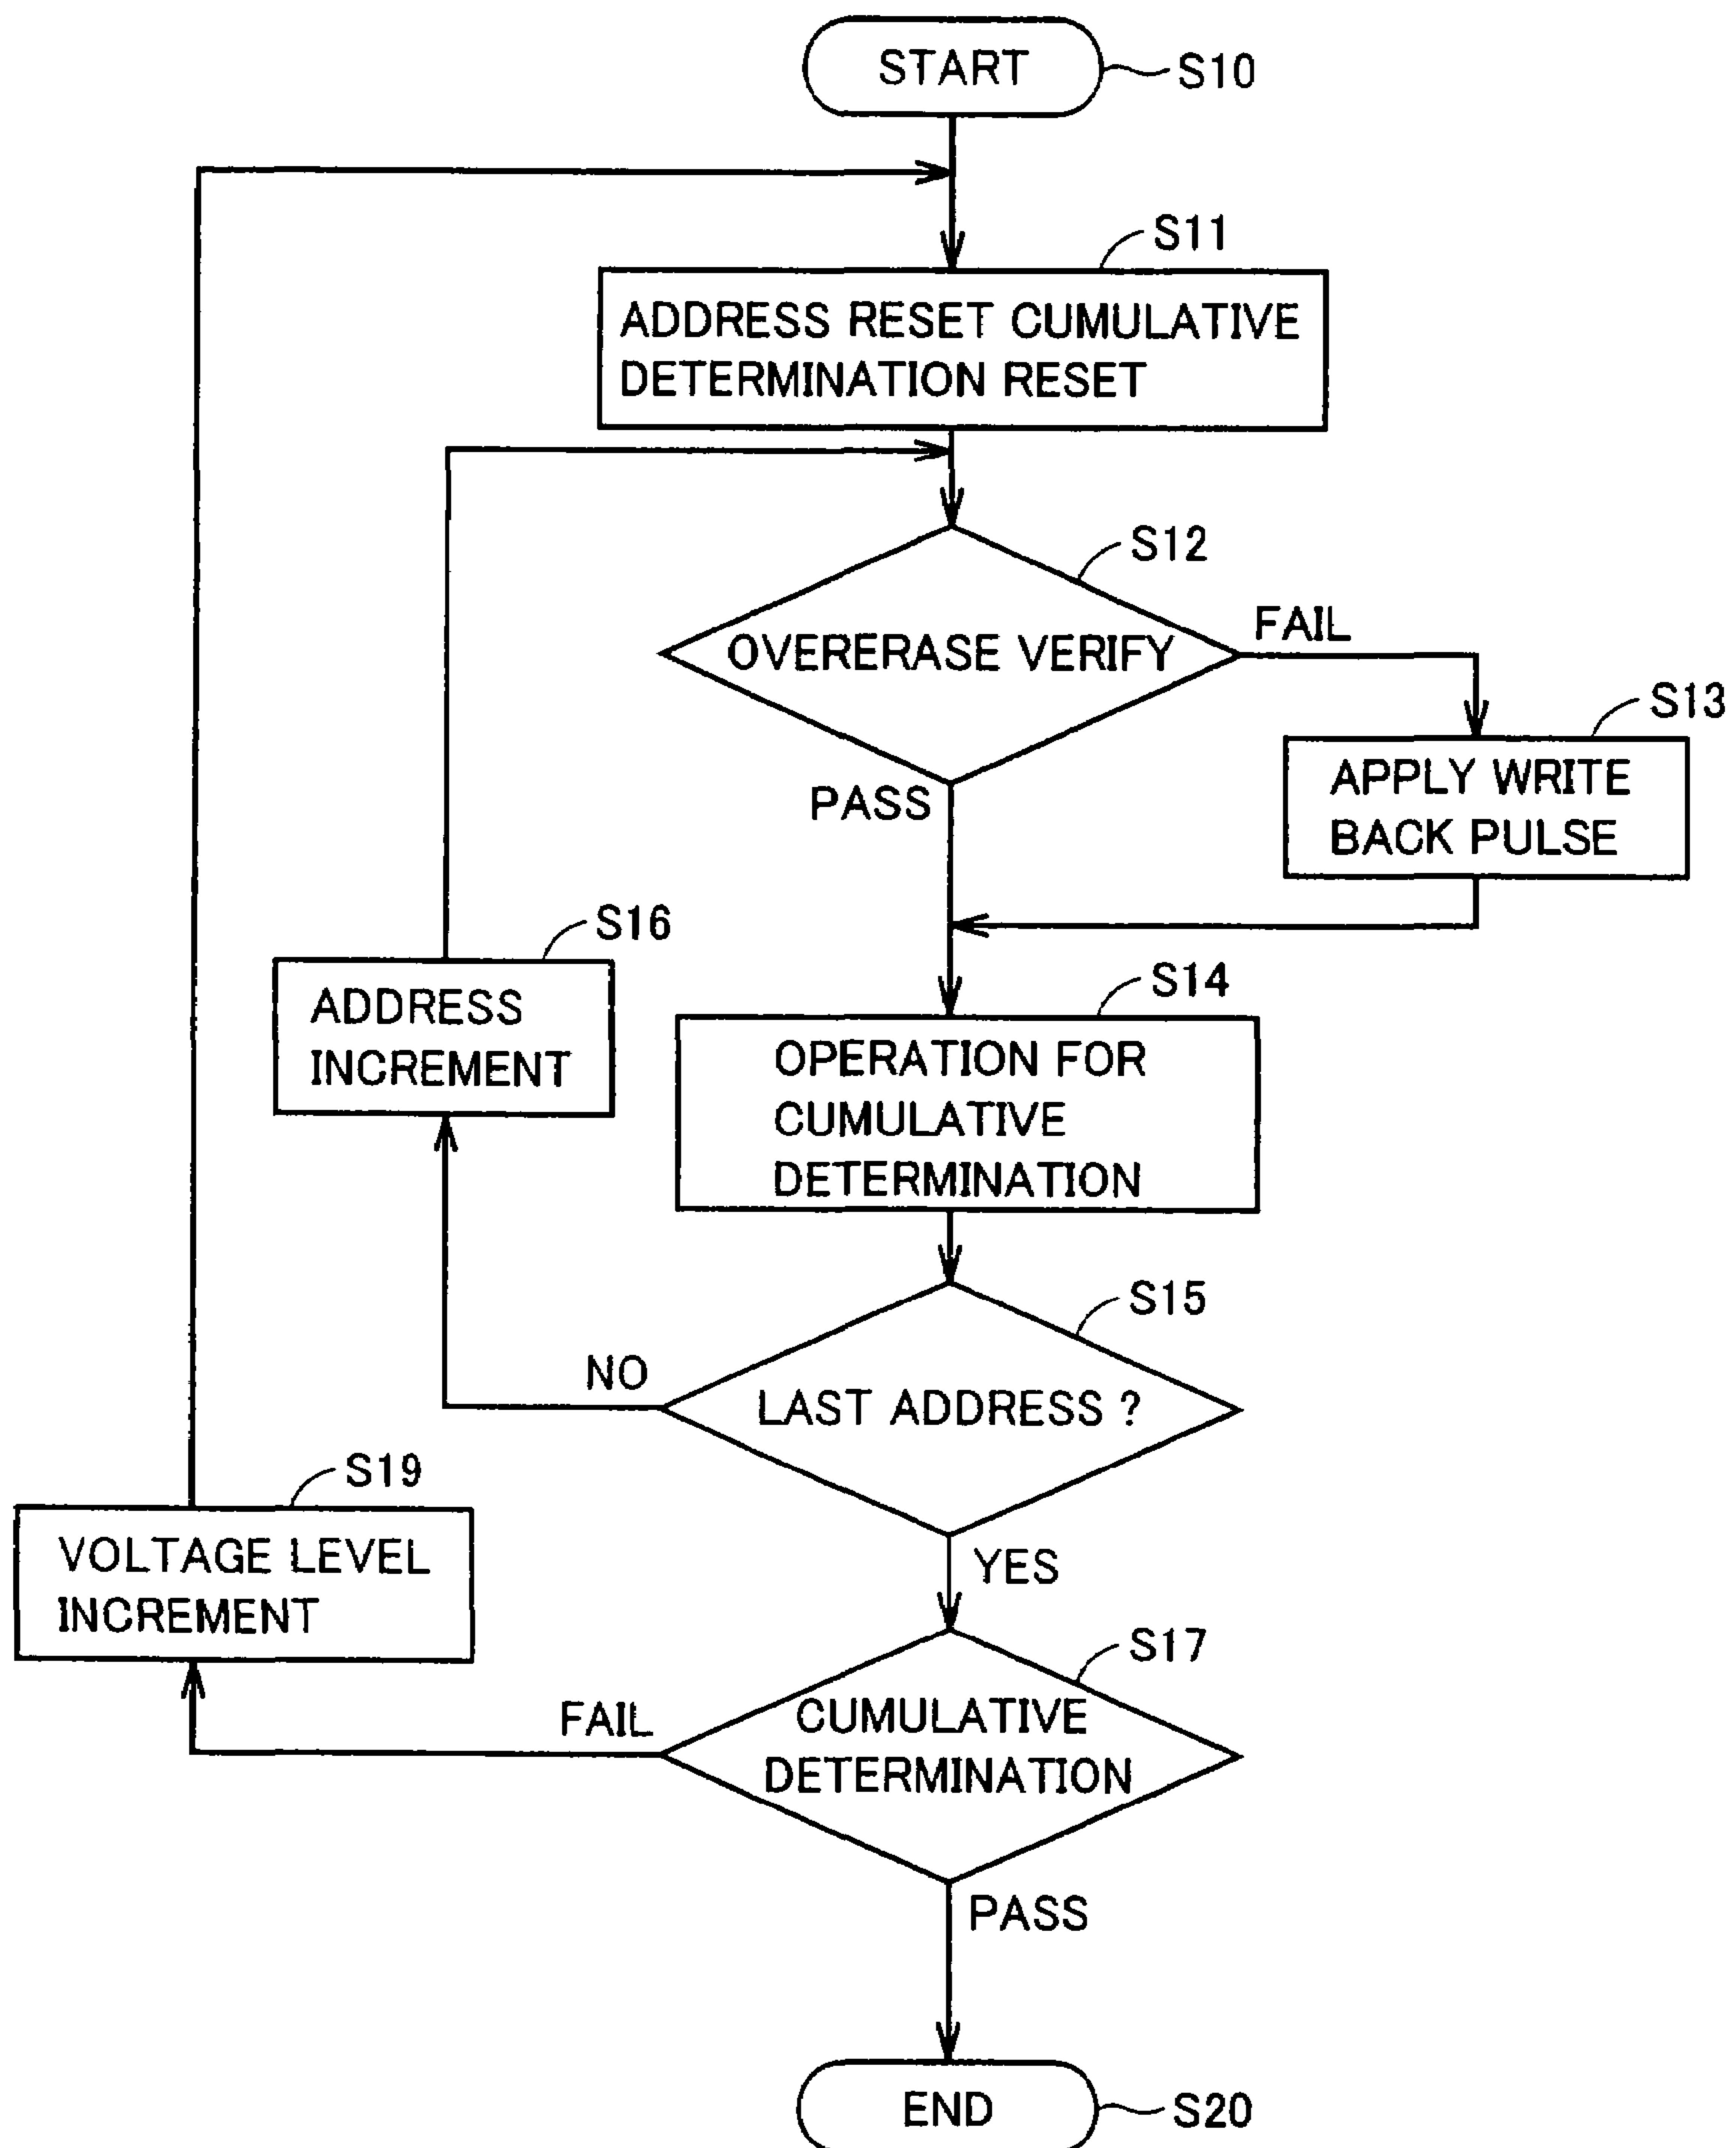 START
S10
S11
ADDRESS RESET CUMULATIVE
DETERMINATION RESET
S12
OVERERASE VERIFY
FAIL
S13
APPLY WRITE
BACK PULSE
PASS
S16
ADDRESS
INCREMENT
S14
OPERATION FOR
CUMULATIVE
DETERMINATION
S15
LAST ADDRESS ?
NO
YES
S19
VOLTAGE LEVEL
INCREMENT
S17
CUMULATIVE
DETERMINATION
FAIL
PASS
END
S20